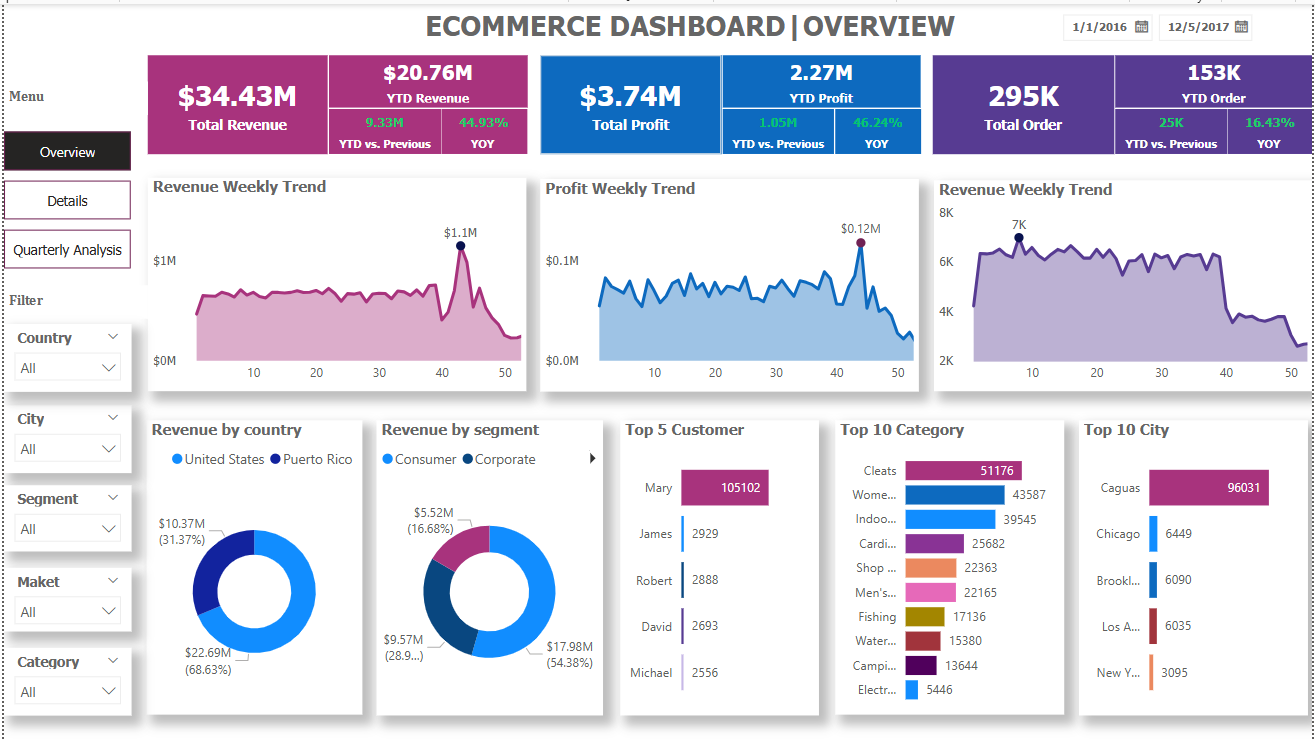 ECOMMERCE DASHBOARD|OVERVIEW
1/1/2016
12/5/2017
Menu
Overview
Details
Quarterly Analysis
Filter
Country
All
City
All
Segment
All
Maket
All
Category
All
$34.43M
Total Revenue
$20.76M
YTD Revenue
9.33M
YTD vs. Previous
44.93%
YOY
$3.74M
Total Profit
2.27M
YTD Profit
1.05M
YTD vs. Previous
46.24%
YOY
295K
Total Order
153K
YTD Order
25K
YTD vs. Previous
16.43%
YOY
Revenue Weekly Trend
$1.1M
$1M
$0M
10 20 30 40 50
Profit Weekly Trend
$0.12M
$0.1M
$0.0M
10 20 30 40 50
Revenue Weekly Trend
8K
7K
6K
4K
2K
10 20 30 40 50
Revenue by country
United States Puerto Rico
$10.37M
(31.37%)
$22.69M
(68.63%)
Revenue by segment
Consumer Corporate
$5.52M
(16.68%)
$9.57M
(28.9...)
$17.98M
(54.38%)
Top 5 Customer
Mary 105102
James 2929
Robert 2888
David 2693
Michael 2556
Top 10 Category
Cleats 51176
Wome... 43587
Indoo... 39545
Cardi... 25682
Shop ... 22363
Men's... 22165
Fishing 17136
Water... 15380
Campi... 13644
Electr... 5446
Top 10 City
Caguas 96031
Chicago 6449
Brookl... 6090
Los A... 6035
New Y... 3095